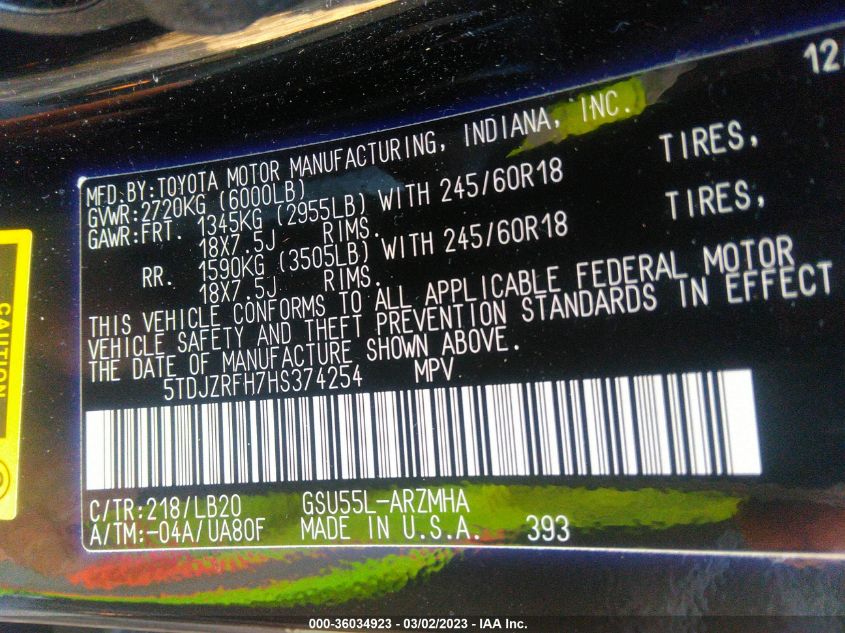 12/
MFD.BY:TOYOTA MOTOR MANUFACTURING, INDIANA, INC.
GVWR:2720KG (6000LB)
GAWR:FRT. 1345KG (2955LB) WITH 245/60R18 TIRES,
18X7.5J RIMS.
RR. 1590KG (3505LB) WITH 245/60R18 TIRES,
18X7.5J RIMS.
THIS VEHICLE CONFORMS TO ALL APPLICABLE FEDERAL MOTOR
VEHICLE SAFETY AND THEFT PREVENTION STANDARDS IN EFFECT
THE DATE OF MANUFACTURE SHOWN ABOVE.
5TDJZRFH7HS374254 MPV
C/TR:218/LB20 GSU55L-ARZMHA
A/TM:-04A/UA80F MADE IN U.S.A. 393
CAUTION
000-36034923 - 03/02/2023 - IAA Inc.